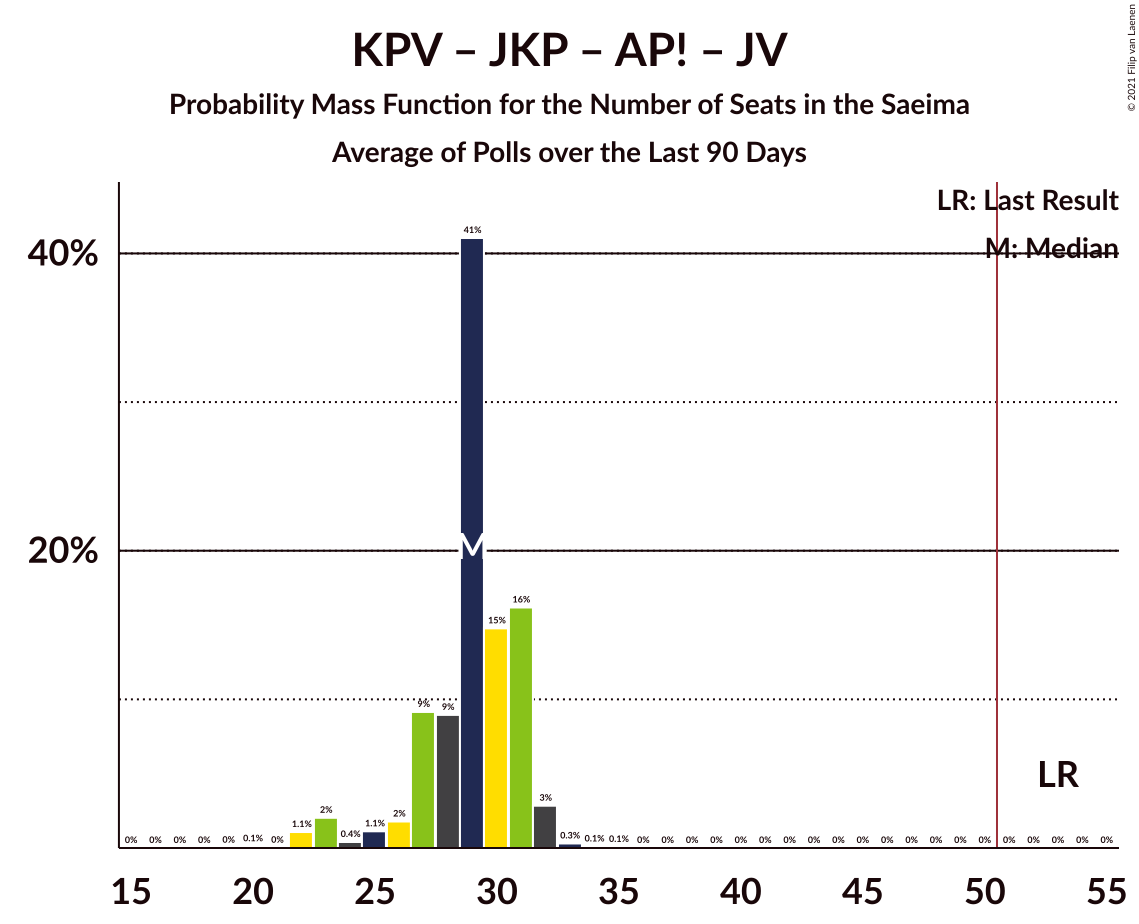 KPV – JKP – AP! – JV
Probability Mass Function for the Number of Seats in the Saeima
Average of Polls over the Last 90 Days
© 2021 Filip van Laenen
LR: Last Result
M: Median
40%
20%
41%
M
16%
15%
9% 9%
3%
1.1% 2% 0.4% 1.1% 2%
0% 0% 0% 0% 0% 0.1% 0% 0.3% 0.1% 0.1% 0% 0% 0% 0% 0% 0% 0% 0% 0% 0% 0% 0% 0% 0% 0% 0% 0% 0% 0% 0%
LR
15 20 25 30 35 40 45 50 55